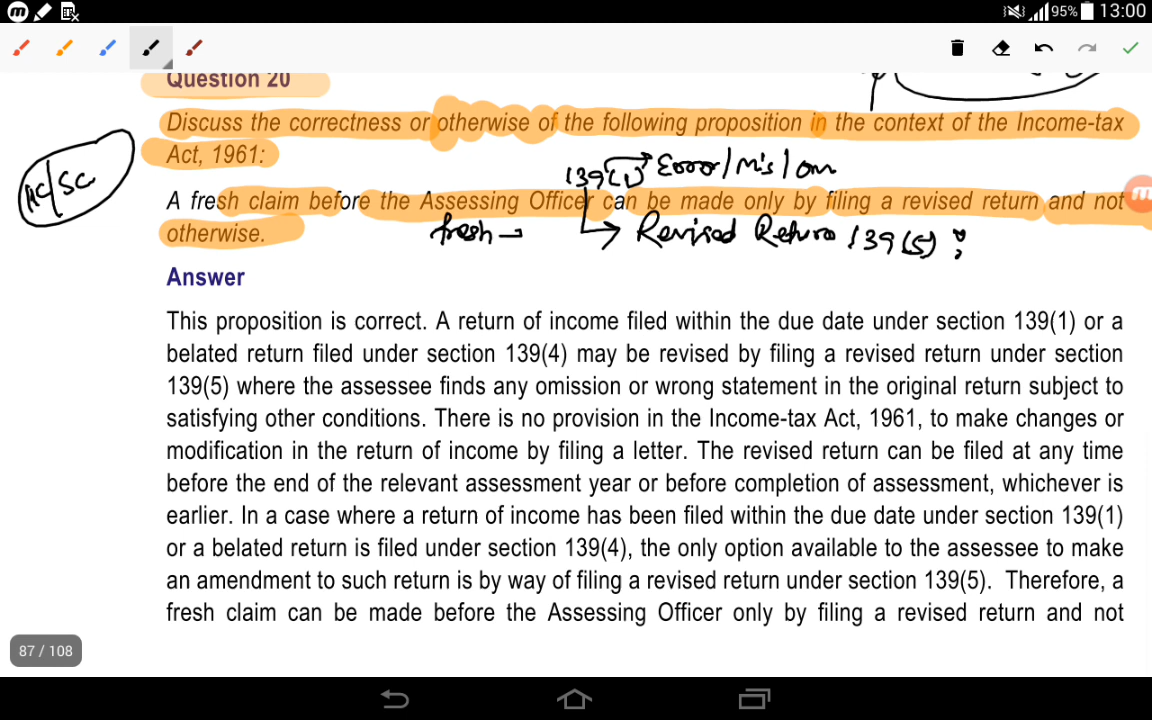 95% 13:00
Question 20
Discuss the correctness or otherwise of the following proposition in the context of the Income-tax
Act, 1961:
HC/SC
139(1) Error/Mis/om
A fresh claim before the Assessing Officer can be made only by filing a revised return and not
otherwise.
fresh → Revised Return 139(5)
Answer
This proposition is correct. A return of income filed within the due date under section 139(1) or a
belated return filed under section 139(4) may be revised by filing a revised return under section
139(5) where the assessee finds any omission or wrong statement in the original return subject to
satisfying other conditions. There is no provision in the Income-tax Act, 1961, to make changes or
modification in the return of income by filing a letter. The revised return can be filed at any time
before the end of the relevant assessment year or before completion of assessment, whichever is
earlier. In a case where a return of income has been filed within the due date under section 139(1)
or a belated return is filed under section 139(4), the only option available to the assessee to make
an amendment to such return is by way of filing a revised return under section 139(5). Therefore, a
fresh claim can be made before the Assessing Officer only by filing a revised return and not
87 / 108